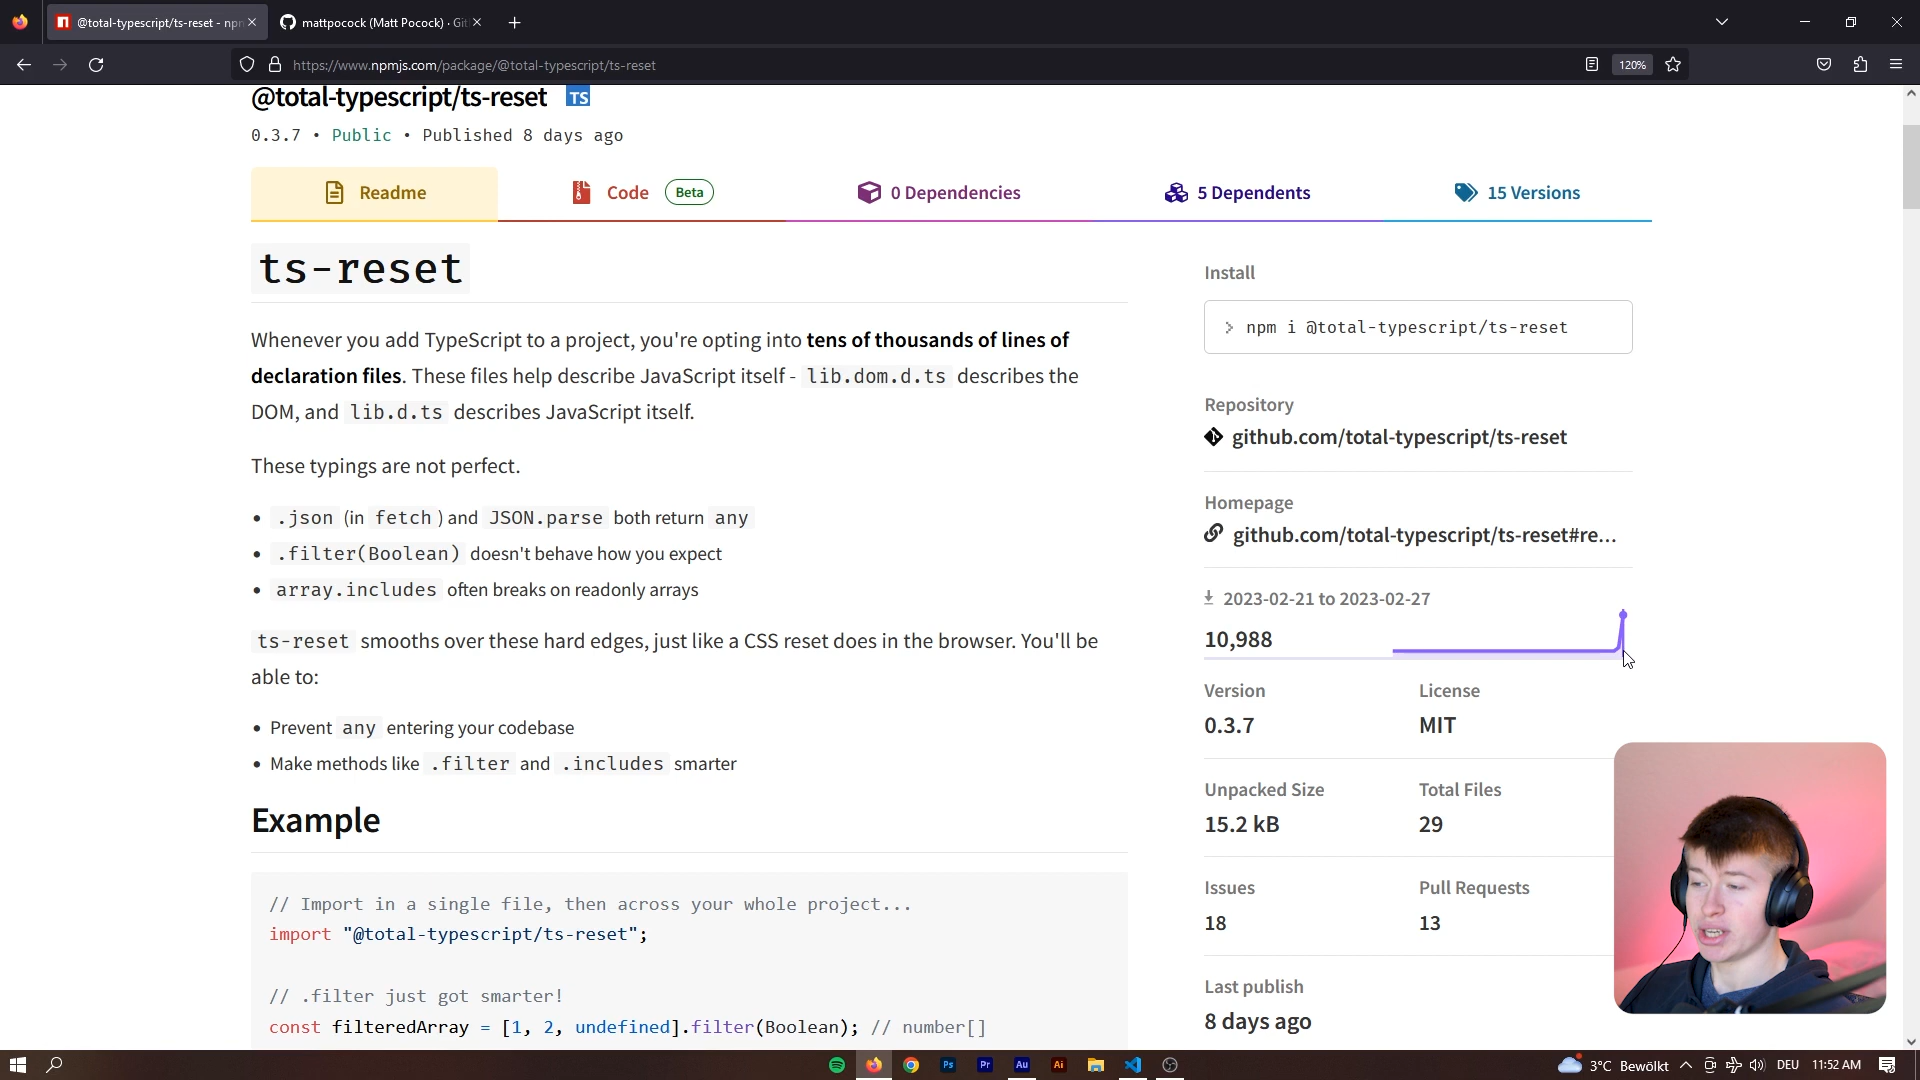 @total-typescript/ts-reset - npm
mattpocock (Matt Pocock) · Git
https://www.npmjs.com/package/@total-typescript/ts-reset
120%
@total-typescript/ts-reset TS
0.3.7 • Public • Published 8 days ago
Readme
Code Beta
0 Dependencies
5 Dependents
15 Versions
ts-reset
Whenever you add TypeScript to a project, you're opting into tens of thousands of lines of
declaration files. These files help describe JavaScript itself - lib.dom.d.ts describes the
DOM, and lib.d.ts describes JavaScript itself.
These typings are not perfect.
• .json (in fetch ) and JSON.parse both return any
• .filter(Boolean) doesn't behave how you expect
• array.includes often breaks on readonly arrays
ts-reset smooths over these hard edges, just like a CSS reset does in the browser. You'll be
able to:
• Prevent any entering your codebase
• Make methods like .filter and .includes smarter
Example
// Import in a single file, then across your whole project...
import "@total-typescript/ts-reset";
// .filter just got smarter!
const filteredArray = [1, 2, undefined].filter(Boolean); // number[]
Install
> npm i @total-typescript/ts-reset
Repository
github.com/total-typescript/ts-reset
Homepage
github.com/total-typescript/ts-reset#re...
2023-02-21 to 2023-02-27
10,988
Version
0.3.7
License
MIT
Unpacked Size
15.2 kB
Total Files
29
Issues
18
Pull Requests
13
Last publish
8 days ago
Ps
Pr
Au
Ai
3°C Bewölkt
DEU
11:52 AM